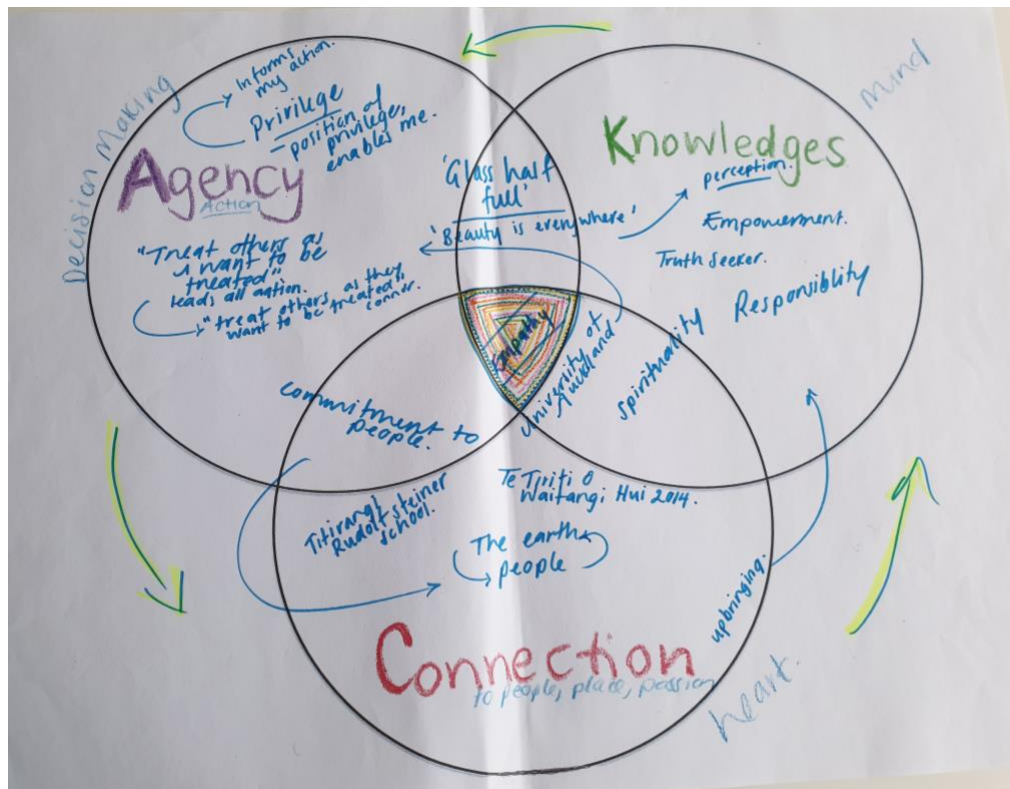 Decision Making
Informs
my action.
Privilege
- position of
privilege,
enables me.
Agency
Action
"Treat others as
I want to be
treated"
leads all action.
"treat others as they
want to be treated",
'Glass half
full'
'Beauty is everywhere'
mind
Knowledges
perception.
Empowerment.
Truth seeker.
Responsiblity
spirituality
Empathy
University of
Auckland
commitment to
people.
Titirangi
Rudolf steiner
school.
Te Tiriti O
Waitangi Hui 2014.
The earth
people
upbringing.
Connection
to people, place, passion
heart.